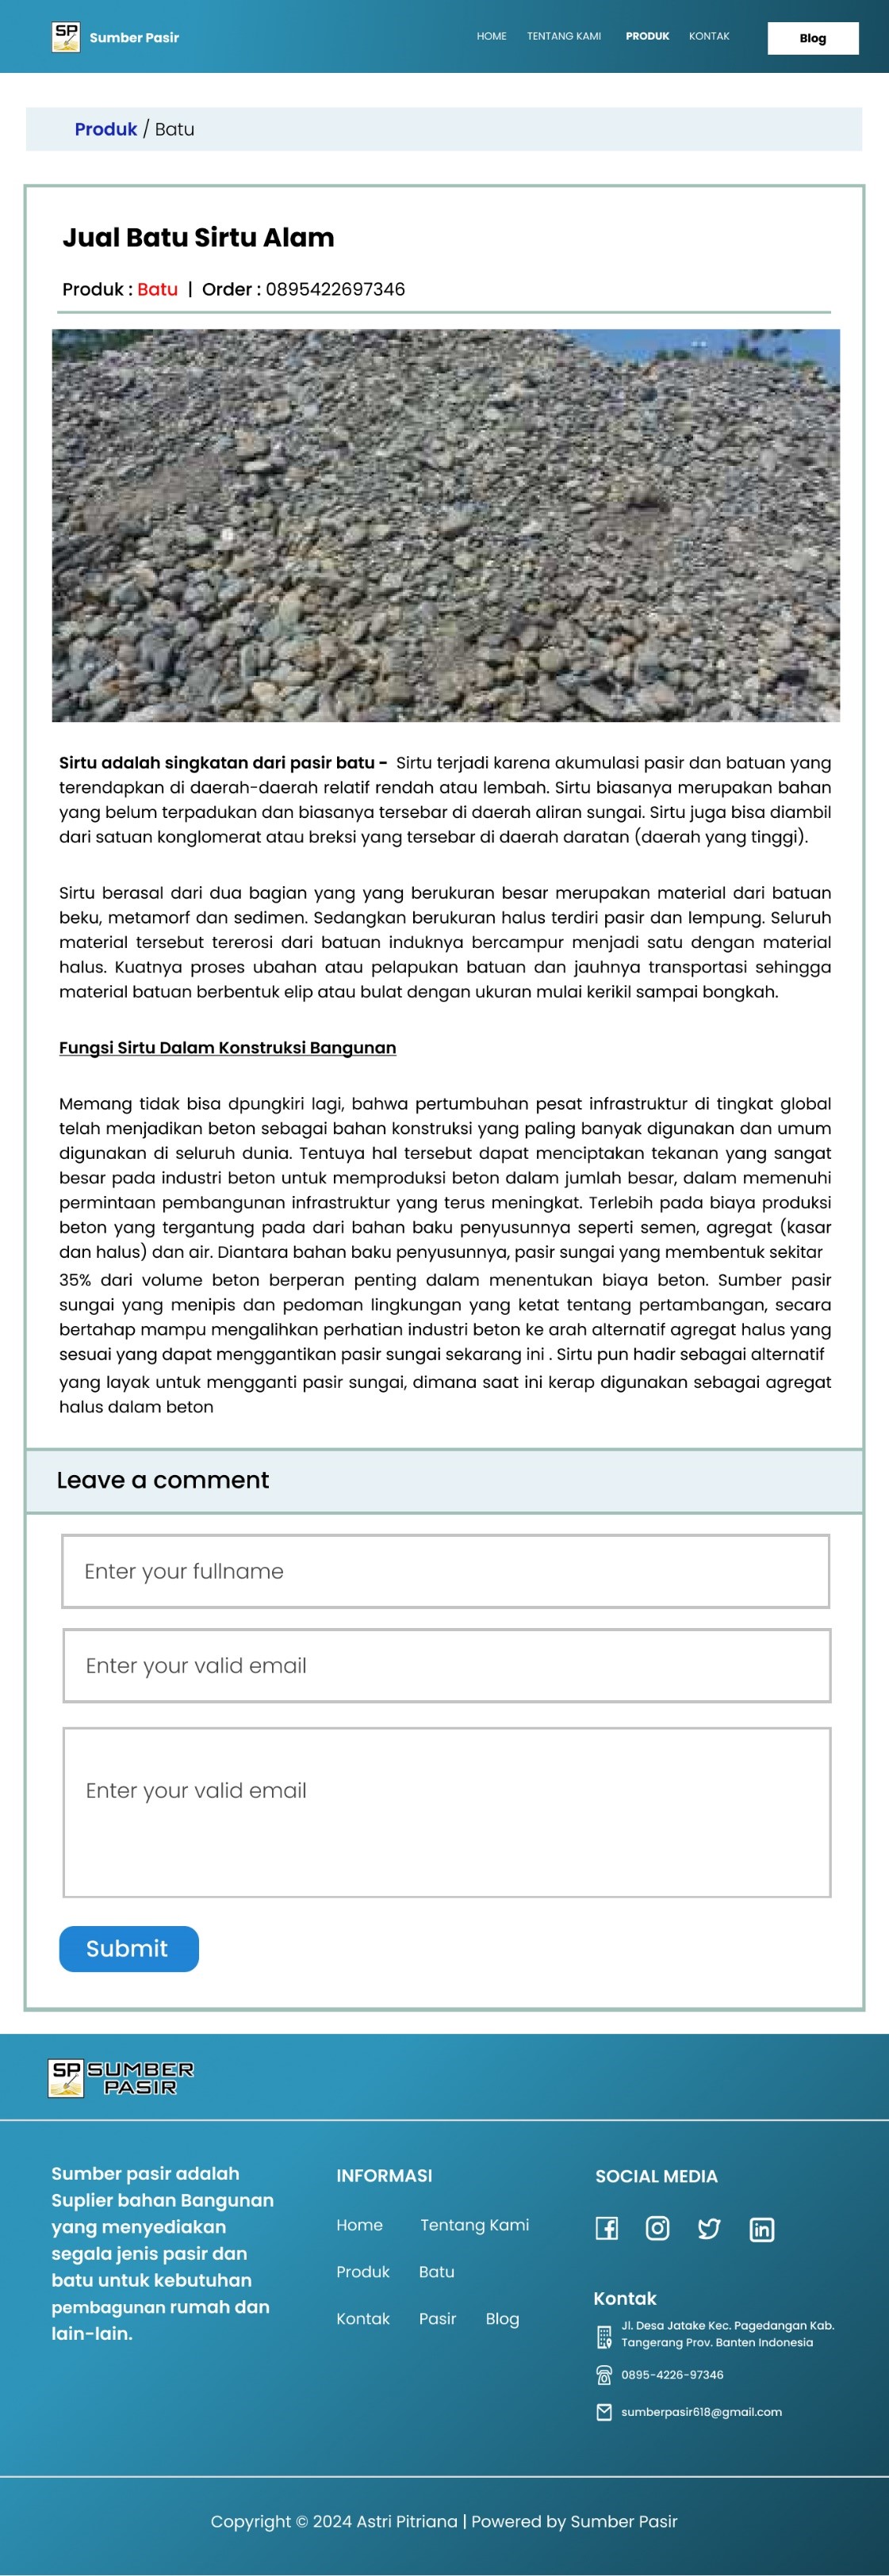 SP
Sumber Pasir
HOME TENTANG KAMI PRODUK KONTAK Blog
Produk / Batu
Jual Batu Sirtu Alam
Produk : Batu | Order : 0895422697346
Sirtu adalah singkatan dari pasir batu - Sirtu terjadi karena akumulasi pasir dan batuan yang
terendapkan di daerah-daerah relatif rendah atau lembah. Sirtu biasanya merupakan bahan
yang belum terpadukan dan biasanya tersebar di daerah aliran sungai. Sirtu juga bisa diambil
dari satuan konglomerat atau breksi yang tersebar di daerah daratan (daerah yang tinggi).
Sirtu berasal dari dua bagian yang yang berukuran besar merupakan material dari batuan
beku, metamorf dan sedimen. Sedangkan berukuran halus terdiri pasir dan lempung. Seluruh
material tersebut tererosi dari batuan induknya bercampur menjadi satu dengan material
halus. Kuatnya proses ubahan atau pelapukan batuan dan jauhnya transportasi sehingga
material batuan berbentuk elip atau bulat dengan ukuran mulai kerikil sampai bongkah.
Fungsi Sirtu Dalam Konstruksi Bangunan
Memang tidak bisa dpungkiri lagi, bahwa pertumbuhan pesat infrastruktur di tingkat global
telah menjadikan beton sebagai bahan konstruksi yang paling banyak digunakan dan umum
digunakan di seluruh dunia. Tentuya hal tersebut dapat menciptakan tekanan yang sangat
besar pada industri beton untuk memproduksi beton dalam jumlah besar, dalam memenuhi
permintaan pembangunan infrastruktur yang terus meningkat. Terlebih pada biaya produksi
beton yang tergantung pada dari bahan baku penyusunnya seperti semen, agregat (kasar
dan halus) dan air. Diantara bahan baku penyusunnya, pasir sungai yang membentuk sekitar
35% dari volume beton berperan penting dalam menentukan biaya beton. Sumber pasir
sungai yang menipis dan pedoman lingkungan yang ketat tentang pertambangan, secara
bertahap mampu mengalihkan perhatian industri beton ke arah alternatif agregat halus yang
sesuai yang dapat menggantikan pasir sungai sekarang ini . Sirtu pun hadir sebagai alternatif
yang layak untuk mengganti pasir sungai, dimana saat ini kerap digunakan sebagai agregat
halus dalam beton
Leave a comment
Enter your fullname
Enter your valid email
Enter your valid email
Submit
SP SUMBER
PASIR
Sumber pasir adalah
Suplier bahan Bangunan
yang menyediakan
segala jenis pasir dan
batu untuk kebutuhan
pembagunan rumah dan
lain-lain.
INFORMASI
Home Tentang Kami
Produk Batu
Kontak Pasir Blog
SOCIAL MEDIA
Kontak
Jl. Desa Jatake Kec. Pagedangan Kab.
Tangerang Prov. Banten Indonesia
0895-4226-97346
sumberpasir618@gmail.com
Copyright © 2024 Astri Pitriana | Powered by Sumber Pasir